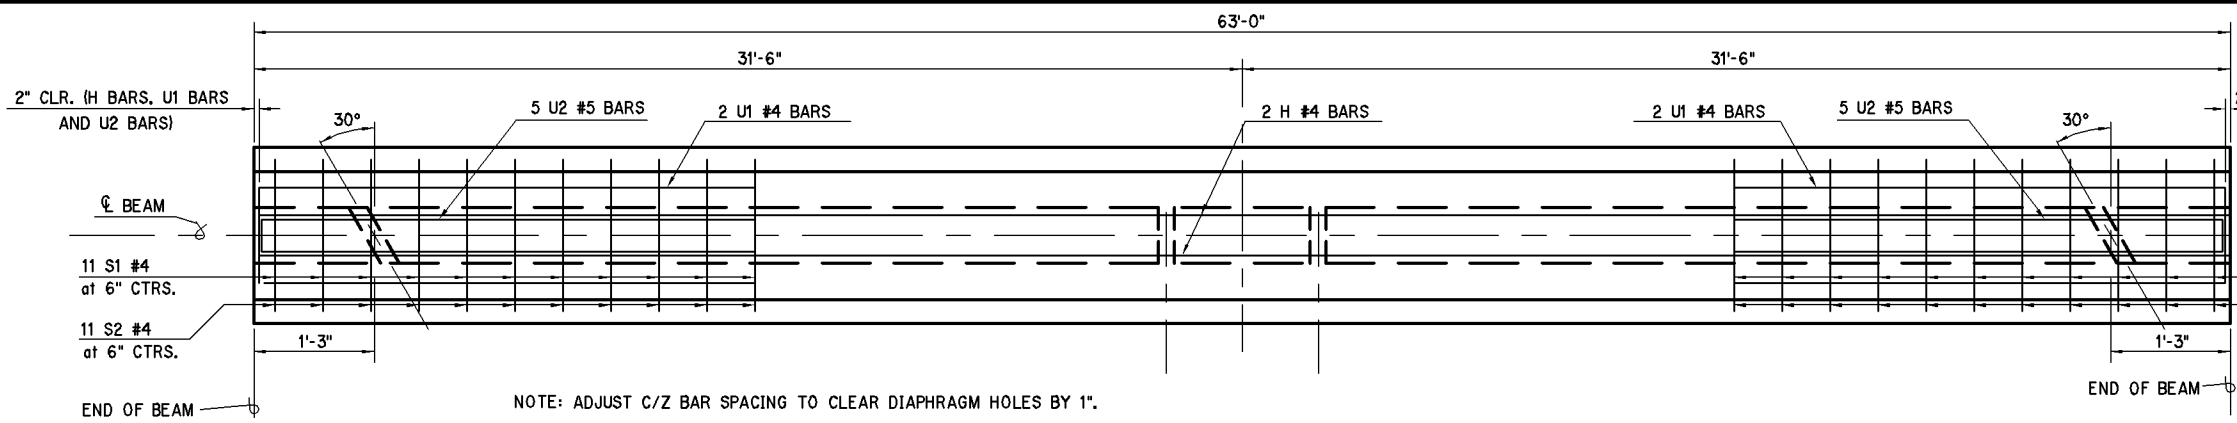 63'-0"
31'-6"
31'-6"
2" CLR. (H BARS, U1 BARS
AND U2 BARS)
30°
5 U2 #5 BARS
2 U1 #4 BARS
2 H #4 BARS
2 U1 #4 BARS
5 U2 #5 BARS
30°
℄ BEAM
11 S1 #4
at 6" CTRS.
11 S2 #4
at 6" CTRS.
1'-3"
1'-3"
END OF BEAM
NOTE: ADJUST C/Z BAR SPACING TO CLEAR DIAPHRAGM HOLES BY 1".
END OF BEAM